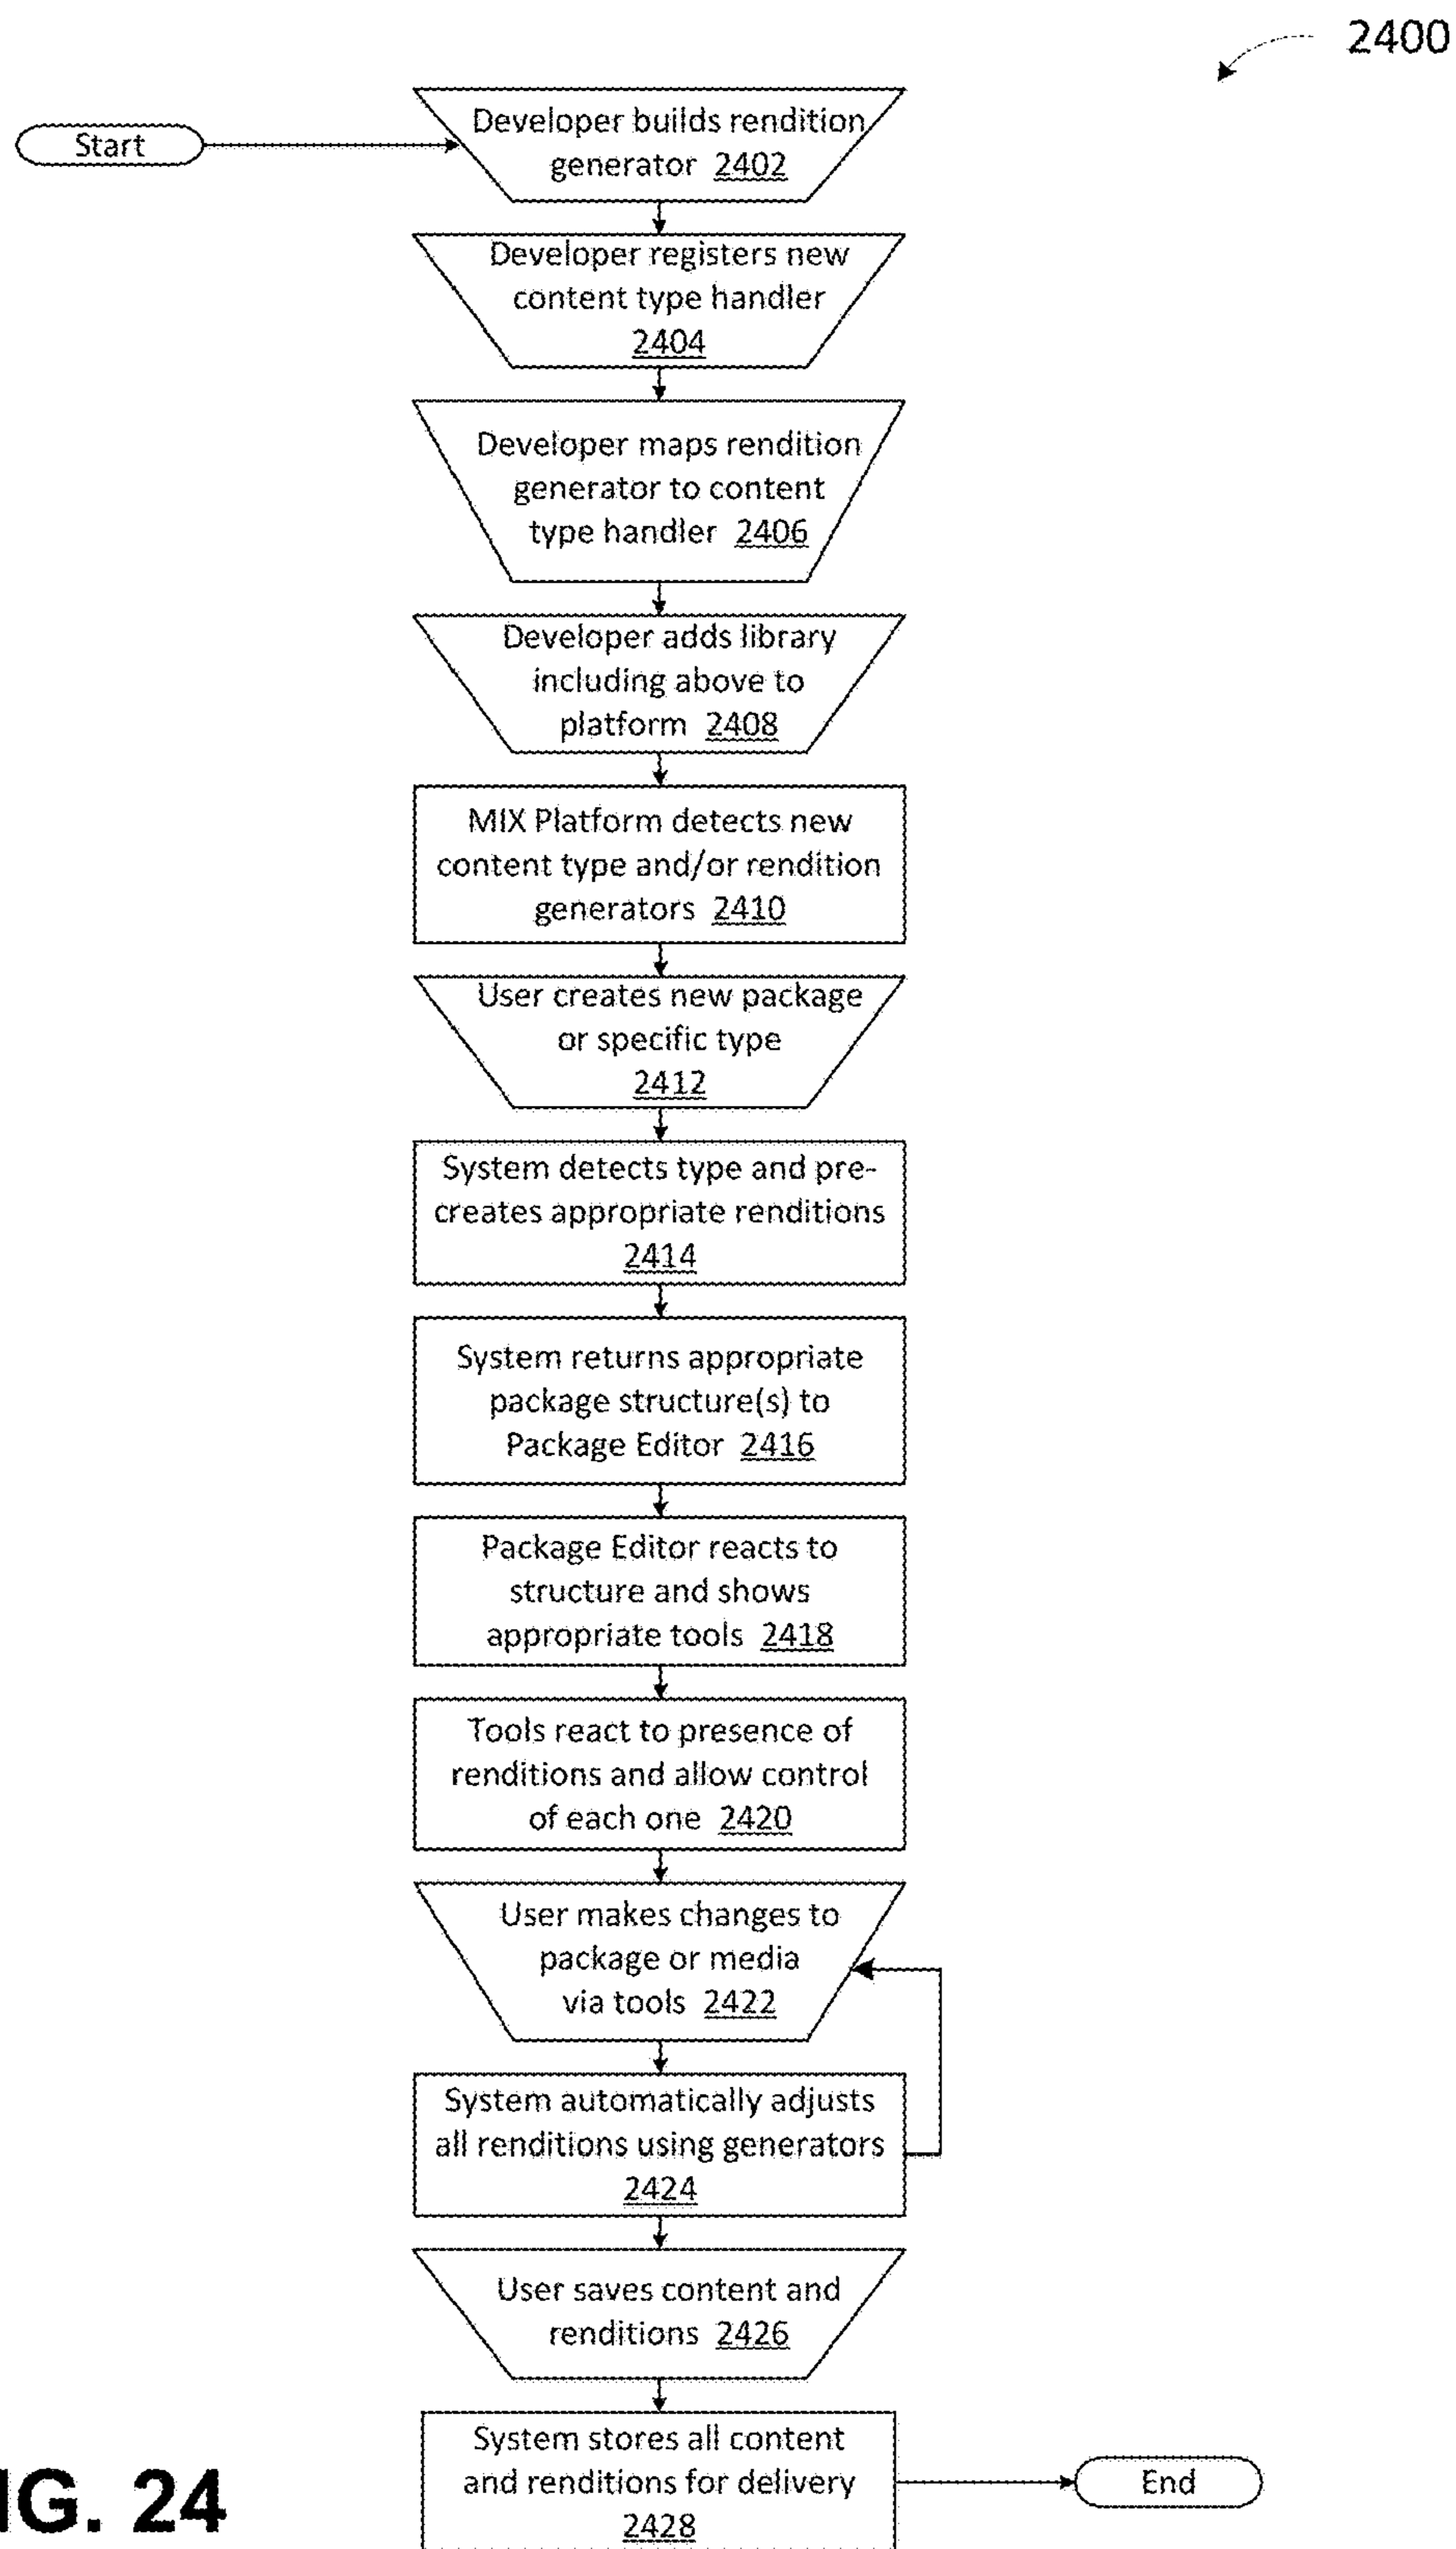 2400
Start
Developer builds rendition
generator 2402
Developer registers new
content type handler
2404
Developer maps rendition
generator to content
type handler 2406
Developer adds library
including above to
platform 2408
MIX Platform detects new
content type and/or rendition
generators 2410
User creates new package
or specific type
2412
System detects type and pre-
creates appropriate renditions
2414
System returns appropriate
package structure(s) to
Package Editor 2416
Package Editor reacts to
structure and shows
appropriate tools 2418
Tools react to presence of
renditions and allow control
of each one 2420
User makes changes to
package or media
via tools 2422
System automatically adjusts
all renditions using generators
2424
User saves content and
renditions 2426
System stores all content
and renditions for delivery
2428
End
IG. 24